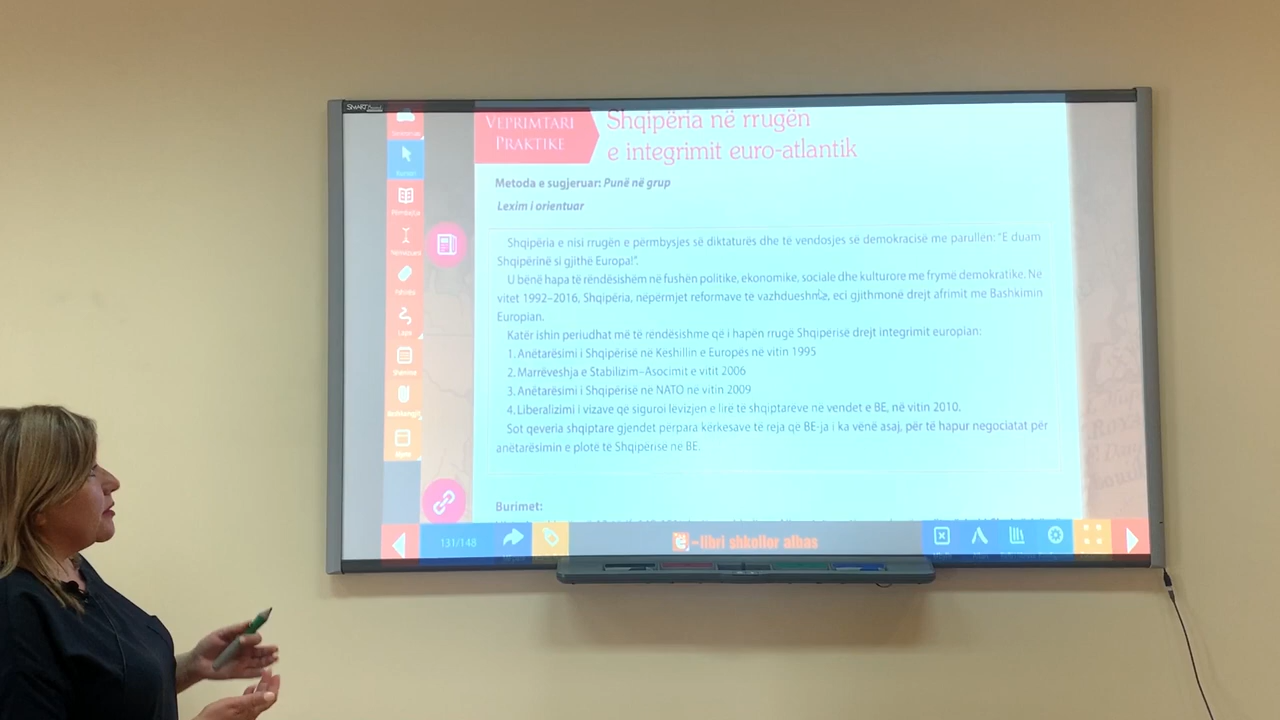 SMART Board
VEPRIMTARI
PRAKTIKE
Shqipëria në rrugën
e integrimit euro-atlantik
Metoda e sugjeruar: Punë në grup
Lexim i orientuar
Shqipëria e nisi rrugën e përmbysjes së diktaturës dhe të vendosjes së demokracisë me parullën: "E duam
Shqipërinë si gjithë Europa!".
U bënë hapa të rëndësishëm në fushën politike, ekonomike, sociale dhe kulturore me frymë demokratike. Në
vitet 1992–2016, Shqipëria, nëpërmjet reformave të vazhdueshme, eci gjithmonë drejt afrimit me Bashkimin
Europian.
Katër ishin periudhat më të rëndësishme që i hapën rrugë Shqipërisë drejt integrimit europian:
1. Anëtarësimi i Shqipërisë në Këshillin e Europës në vitin 1995
2. Marrëveshja e Stabilizim–Asociimit e vitit 2006
3. Anëtarësimi i Shqipërisë në NATO në vitin 2009
4. Liberalizimi i vizave që siguroi lëvizjen e lirë të shqiptarëve në vendet e BE, në vitin 2010.
Sot qeveria shqiptare gjendet përpara kërkesave të reja që BE-ja i ka vënë asaj, për të hapur negociatat për
anëtarësimin e plotë të Shqipërisë në BE.
Burimet:
131/148
e-libri shkollor albas